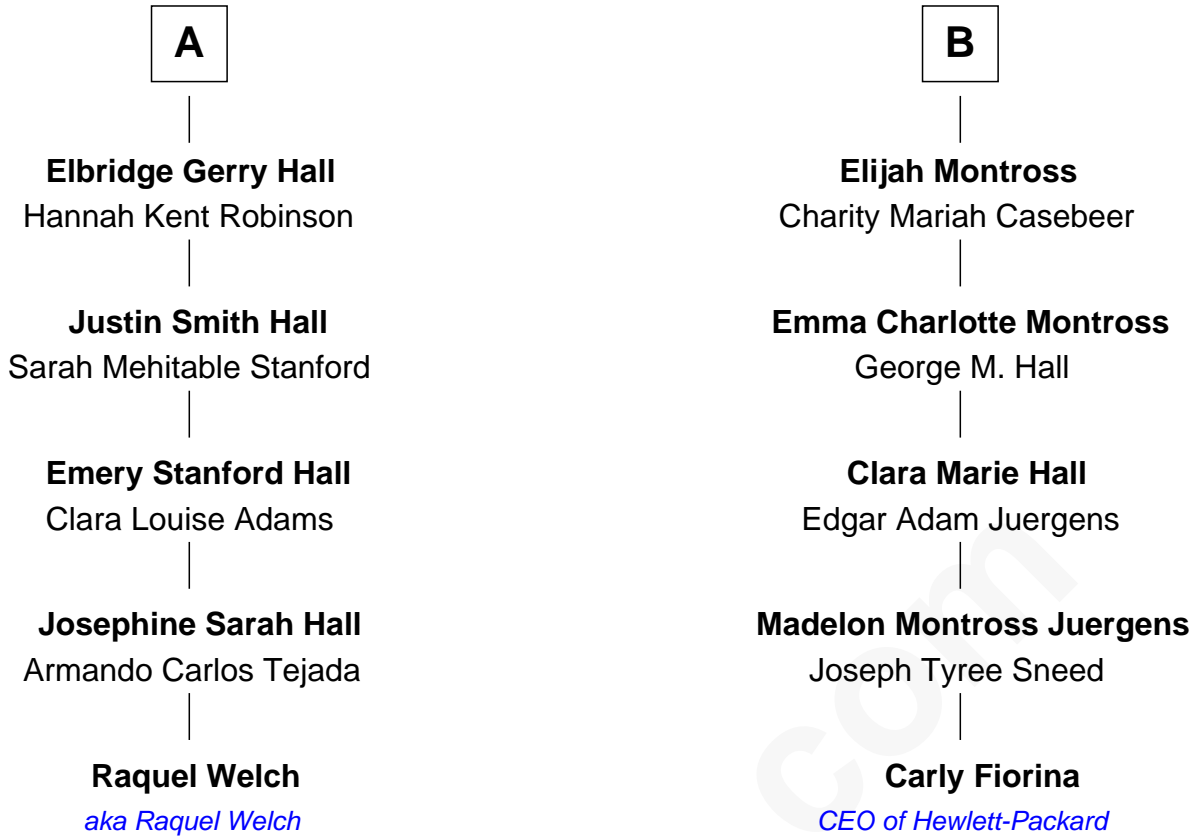 A
Elbridge Gerry Hall
Hannah Kent Robinson
Justin Smith Hall
Sarah Mehitable Stanford
Emery Stanford Hall
Clara Louise Adams
Josephine Sarah Hall
Armando Carlos Tejada
Raquel Welch
aka Raquel Welch
B
Elijah Montross
Charity Mariah Casebeer
Emma Charlotte Montross
George M. Hall
Clara Marie Hall
Edgar Adam Juergens
Madelon Montross Juergens
Joseph Tyree Sneed
Carly Fiorina
CEO of Hewlett-Packard
com